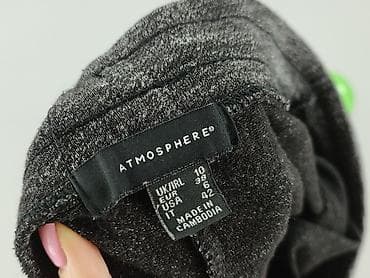 ATMOSPHERE®
UK/IRL 10
EUR 38
USA 6
IT 42
MADE IN
CAMBODIA